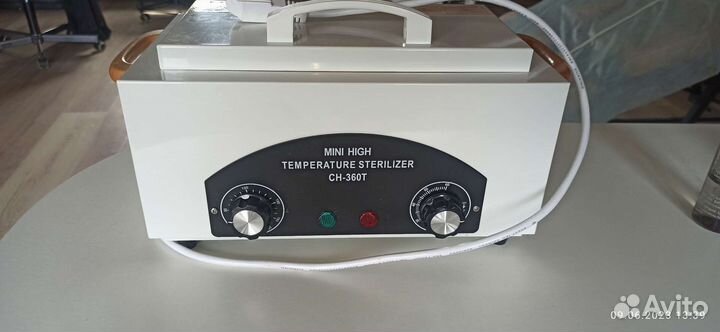 MINI HIGH
TEMPERATURE STERILIZER
CH-360T
Avito
09.06.2023 13:39